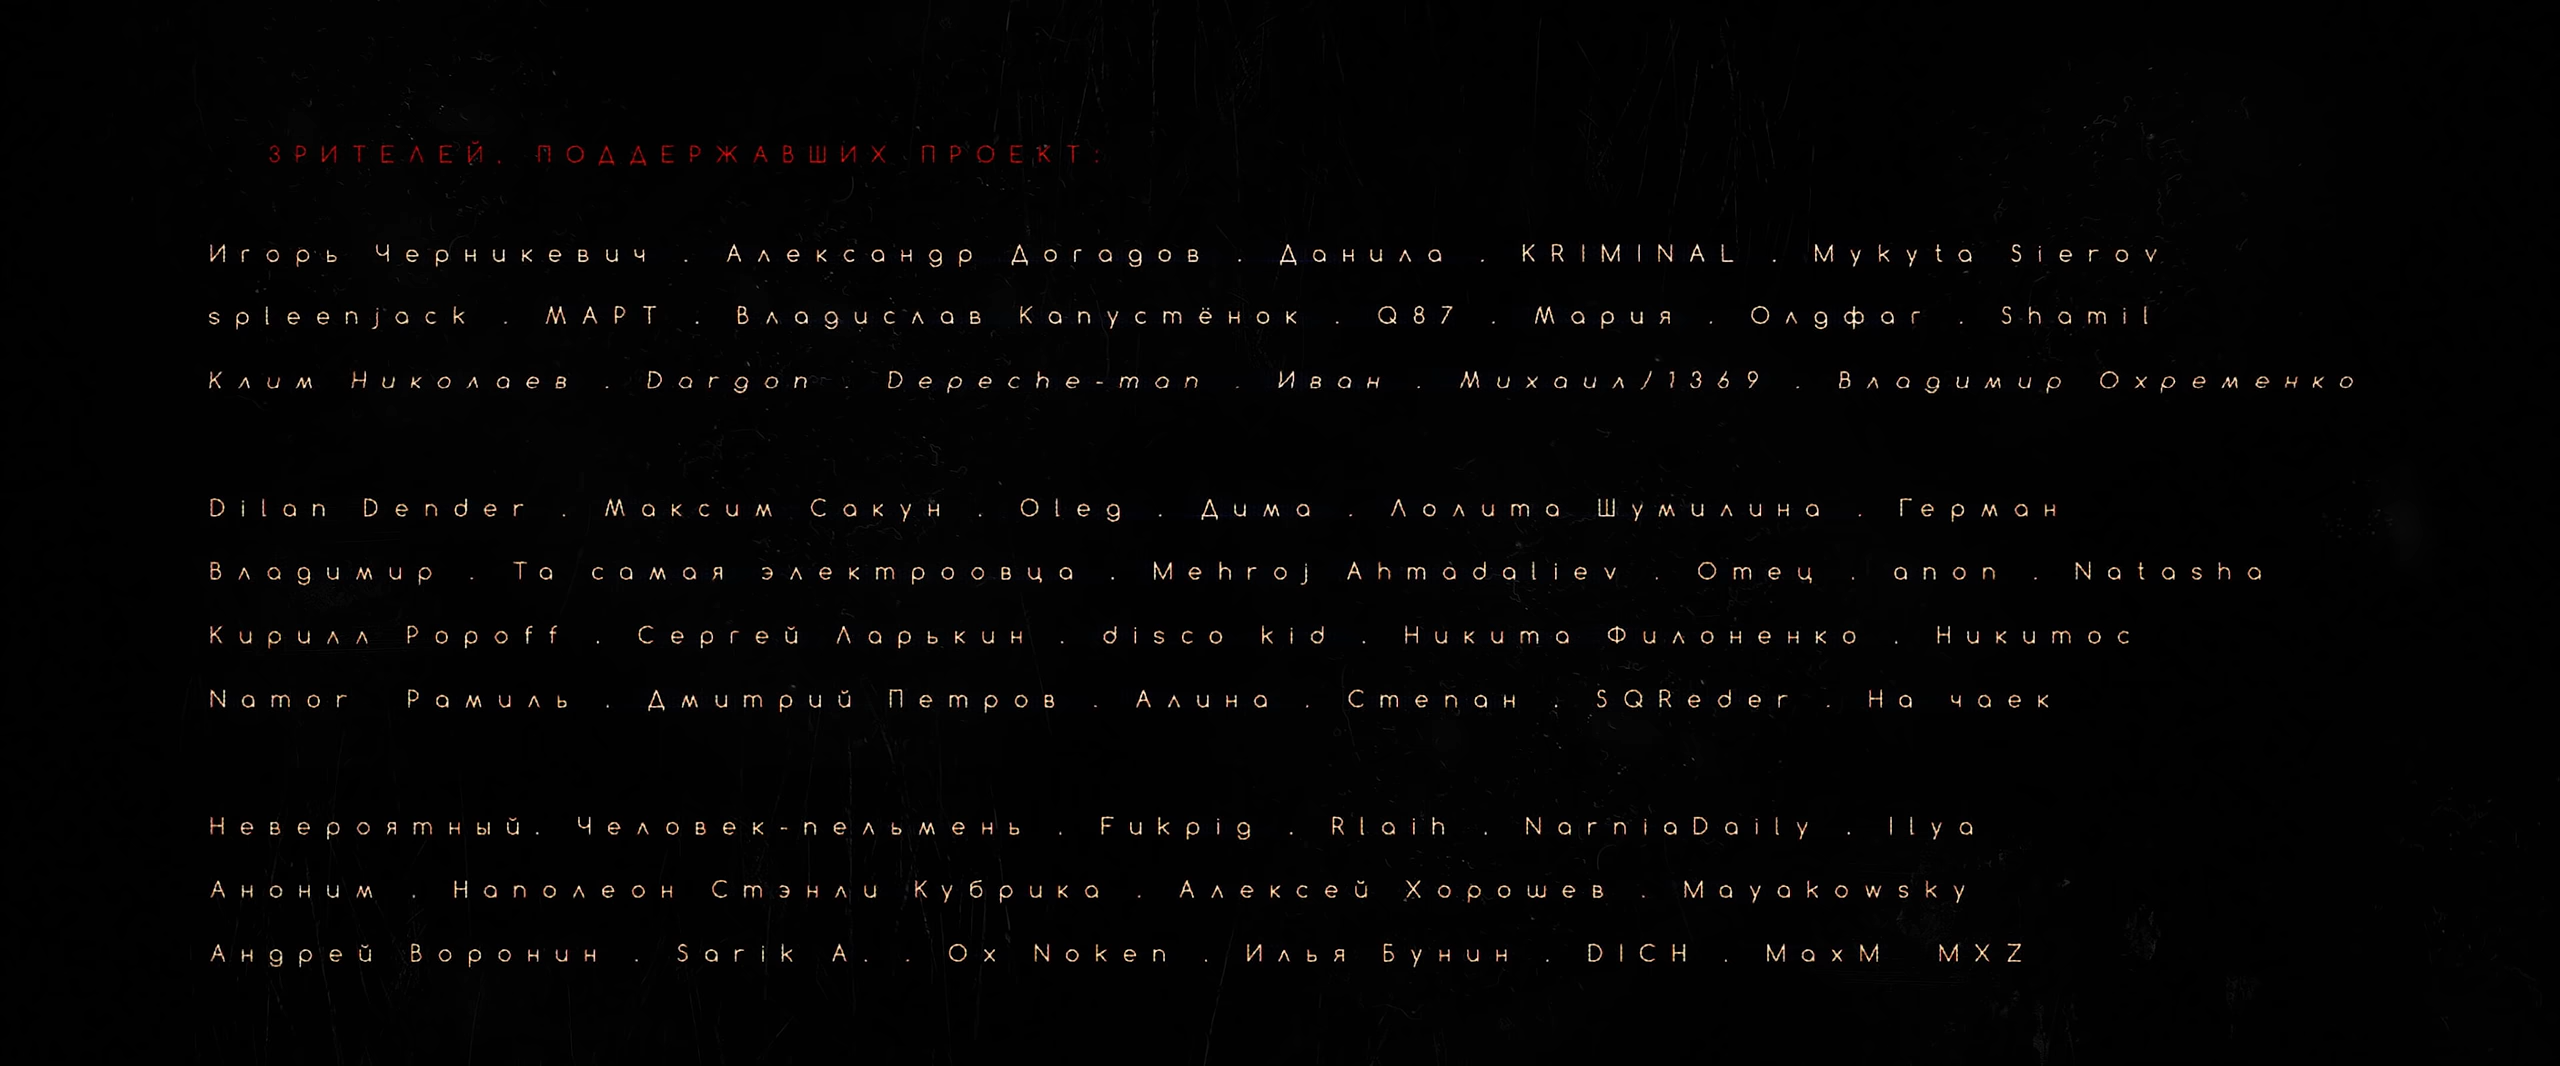 ЗРИТЕЛЕЙ, ПОДДЕРЖАВШИХ ПРОЕКТ:
Игорь Черникевич . Александр Догадов . Данила . KRIMINAL . Mykyta Sierov
spleenjack . МАРТ . Владислав Капустёнок . Q87 . Мария . Олдфаг . Shamil
Клим Николаев . Dargon . Depeche-man . Иван . Михаил/1369 . Владимир Охременко
Dilan Dender . Максим Сакун . Oleg . Дима . Лолита Шумилина . Герман
Владимир . Та самая электроовца . Mehroj Ahmadaliev . Отец . anon . Natasha
Кирилл Popoff . Сергей Ларькин . disco kid . Никита Филоненко . Никитос
Namor Рамиль . Дмитрий Петров . Алина . Степан . SQReder . На чаек
Невероятный. Человек-пельмень . Fukpig . Rlaih . NarniaDaily . Ilya
Аноним . Наполеон Стэнли Кубрика . Алексей Хорошев . Mayakowsky
Андрей Воронин . Sarik A. . Ox Noken . Илья Бунин . DICH . MaxM MXZ